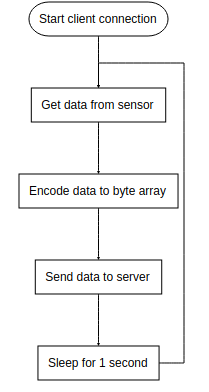 Start client connection
Get data from sensor
Encode data to byte array
Send data to server
Sleep for 1 second